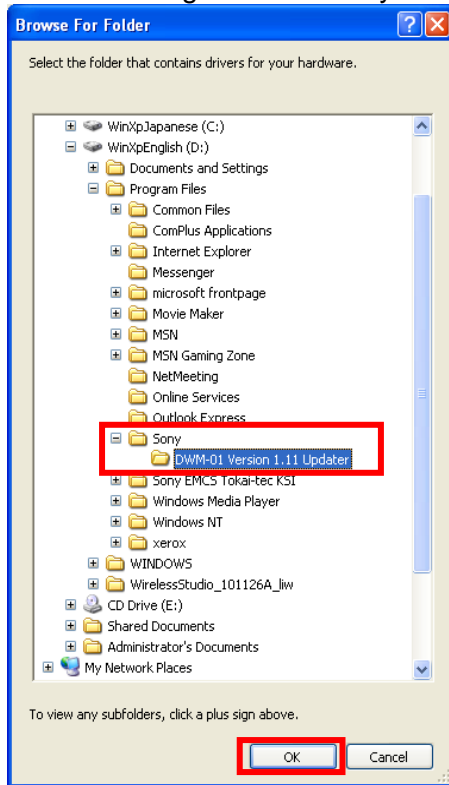 Browse For Folder
Select the folder that contains drivers for your hardware.
WinXpJapanese (C:)
WinXpEnglish (D:)
Documents and Settings
Program Files
Common Files
ComPlus Applications
Internet Explorer
Messenger
microsoft frontpage
Movie Maker
MSN
MSN Gaming Zone
NetMeeting
Online Services
Outlook Express
Sony
DWM-01 Version 1.11 Updater
Sony EMCS Tokai-tec KSI
Windows Media Player
Windows NT
xerox
WINDOWS
WirelessStudio_101126A_liw
CD Drive (E:)
Shared Documents
Administrator's Documents
My Network Places
To view any subfolders, click a plus sign above.
OK Cancel